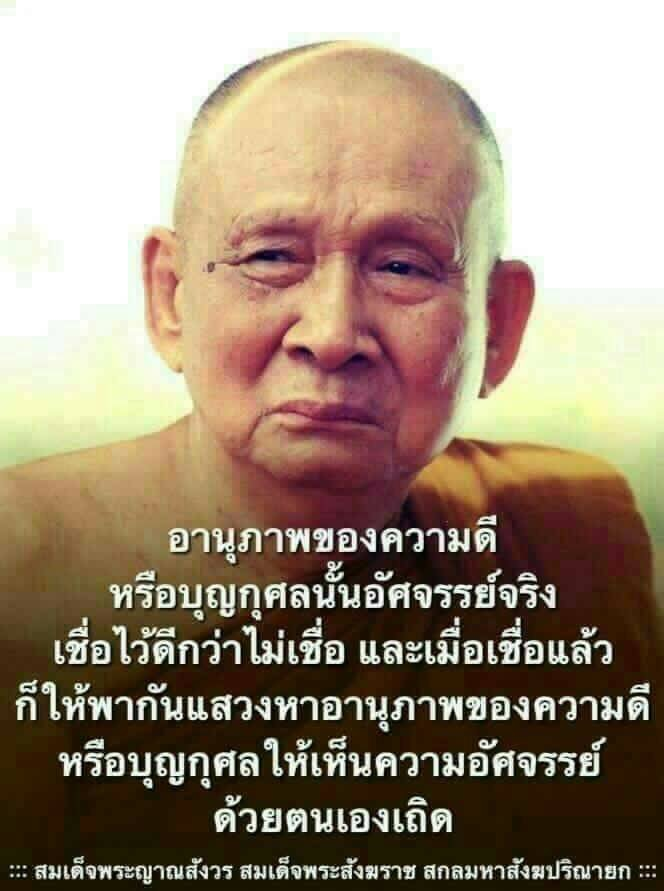 อานุภาพของความดี
หรือบุญกุศลนั้นอัศจรรย์จริง
เชื่อไว้ดีกว่าไม่เชื่อ และเมื่อเชื่อแล้ว
ก็ให้พากันแสวงหาอานุภาพของความดี
หรือบุญกุศลให้เห็นความอัศจรรย์
ด้วยตนเองเถิด
::: สมเด็จพระญาณสังวร สมเด็จพระสังฆราช สกลมหาสังฆปริณายก :::